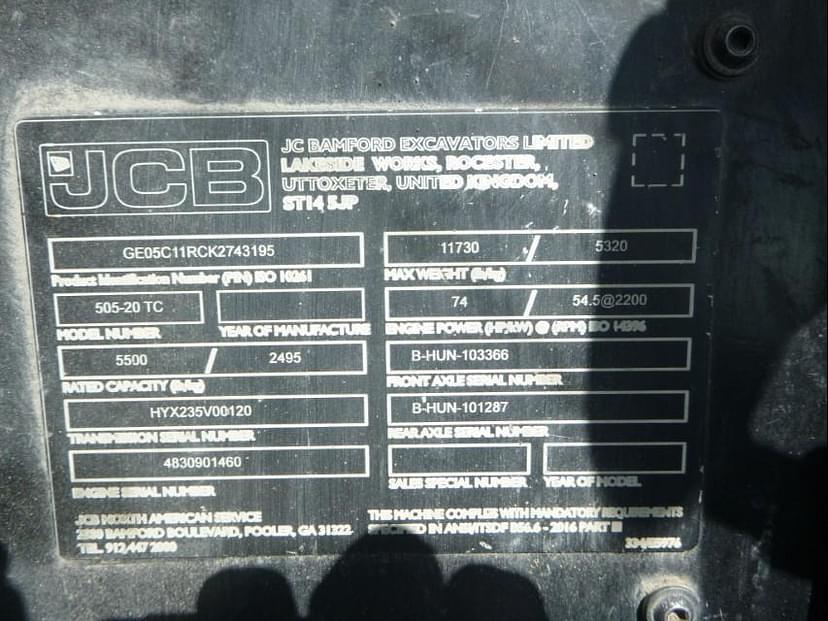 JCB
JC BAMFORD EXCAVATORS LIMITED
LAKESIDE WORKS, ROCESTER,
UTTOXETER, UNITED KINGDOM,
ST14 5JP
GE05C11RCK2743195
Product Identification Number (PIN) ISO 10261
11730 / 5320
MAX WEIGHT (lb/kg)
505-20 TC
MODEL NUMBER
YEAR OF MANUFACTURE
74 / 54.5@2200
ENGINE POWER (HP/kW) @ (RPM) ISO 14396
5500 / 2495
RATED CAPACITY (lb/kg)
B-HUN-103366
FRONT AXLE SERIAL NUMBER
HYX235V00120
TRANSMISSION SERIAL NUMBER
B-HUN-101287
REAR AXLE SERIAL NUMBER
4830901460
ENGINE SERIAL NUMBER
SALES SPECIAL NUMBER
YEAR OF MODEL
JCB NORTH AMERICAN SERVICE
2000 BAMFORD BOULEVARD, POOLER, GA 31322.
TEL. 912/447 2000
THIS MACHINE COMPLIES WITH MANDATORY REQUIREMENTS
SPECIFIED IN ANSI/ITSDF B56.6 - 2016 PART III